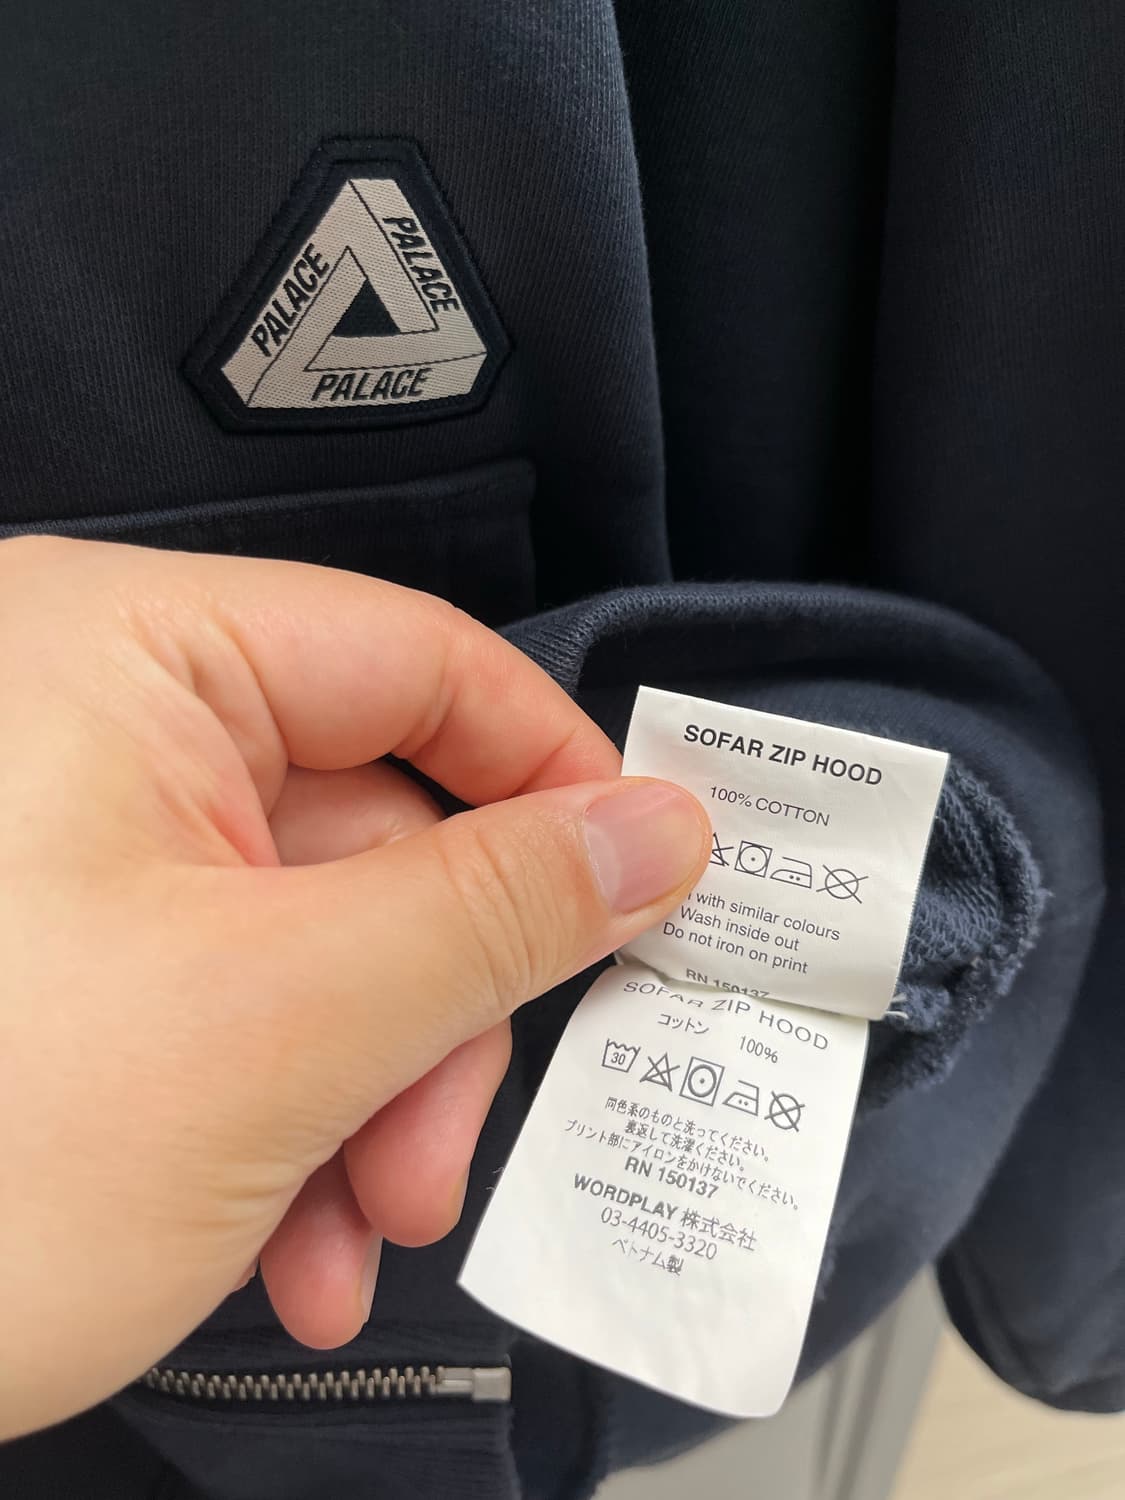 PALACE
PALACE
PALACE
SOFAR ZIP HOOD
100% COTTON
with similar colours
Wash inside out
Do not iron on print
RN 150137
SOFAR ZIP HOOD
コットン 100%
30
同色系のものと洗ってください。
裏返して洗濯ください。
プリント部にアイロンをかけないでください。
RN 150137
WORDPLAY 株式会社
03-4405-3320
ベトナム製